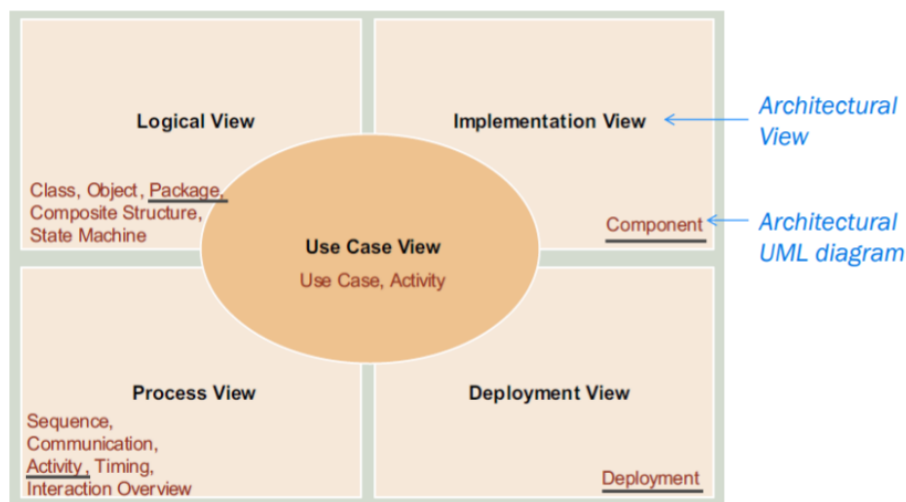 Logical View
Class, Object, Package,
Composite Structure,
State Machine
Implementation View
Component
Architectural
View
Architectural
UML diagram
Use Case View
Use Case, Activity
Process View
Sequence,
Communication,
Activity, Timing,
Interaction Overview
Deployment View
Deployment